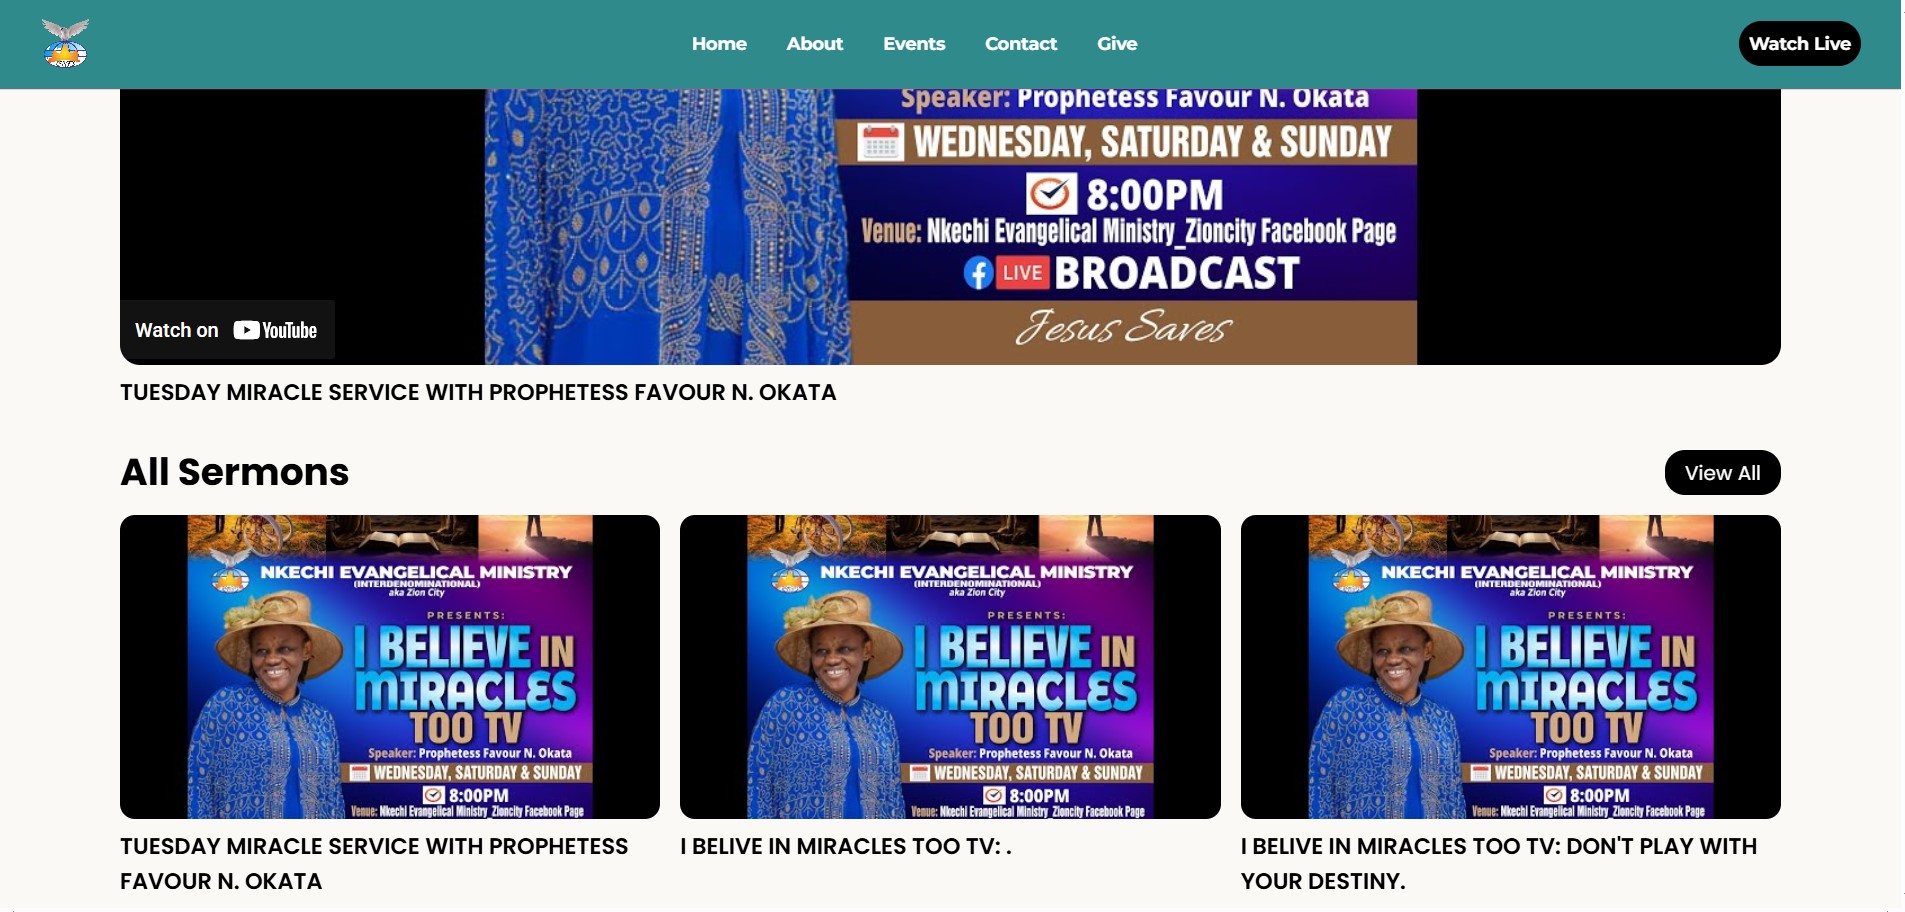 Home About Events Contact Give Watch Live
Speaker: Prophetess Favour N. Okata
WEDNESDAY, SATURDAY & SUNDAY
8:00PM
Venue: Nkechi Evangelical Ministry_Zioncity Facebook Page
LIVE BROADCAST
Jesus Saves
Watch on YouTube
TUESDAY MIRACLE SERVICE WITH PROPHETESS FAVOUR N. OKATA
All Sermons
View All
NKECHI EVANGELICAL MINISTRY
(INTERDENOMINATIONAL)
aka Zion City
PRESENTS:
I BELIEVE IN
MIRACLES
TOO TV
Speaker: Prophetess Favour N. Okata
WEDNESDAY, SATURDAY & SUNDAY
8:00PM
Venue: Nkechi Evangelical Ministry_Zioncity Facebook Page
TUESDAY MIRACLE SERVICE WITH PROPHETESS
FAVOUR N. OKATA
NKECHI EVANGELICAL MINISTRY
(INTERDENOMINATIONAL)
aka Zion City
PRESENTS:
I BELIEVE IN
MIRACLES
TOO TV
Speaker: Prophetess Favour N. Okata
WEDNESDAY, SATURDAY & SUNDAY
8:00PM
Venue: Nkechi Evangelical Ministry_Zioncity Facebook Page
I BELIVE IN MIRACLES TOO TV: .
NKECHI EVANGELICAL MINISTRY
(INTERDENOMINATIONAL)
aka Zion City
PRESENTS:
I BELIEVE IN
MIRACLES
TOO TV
Speaker: Prophetess Favour N. Okata
WEDNESDAY, SATURDAY & SUNDAY
8:00PM
Venue: Nkechi Evangelical Ministry_Zioncity Facebook Page
I BELIVE IN MIRACLES TOO TV: DON'T PLAY WITH
YOUR DESTINY.